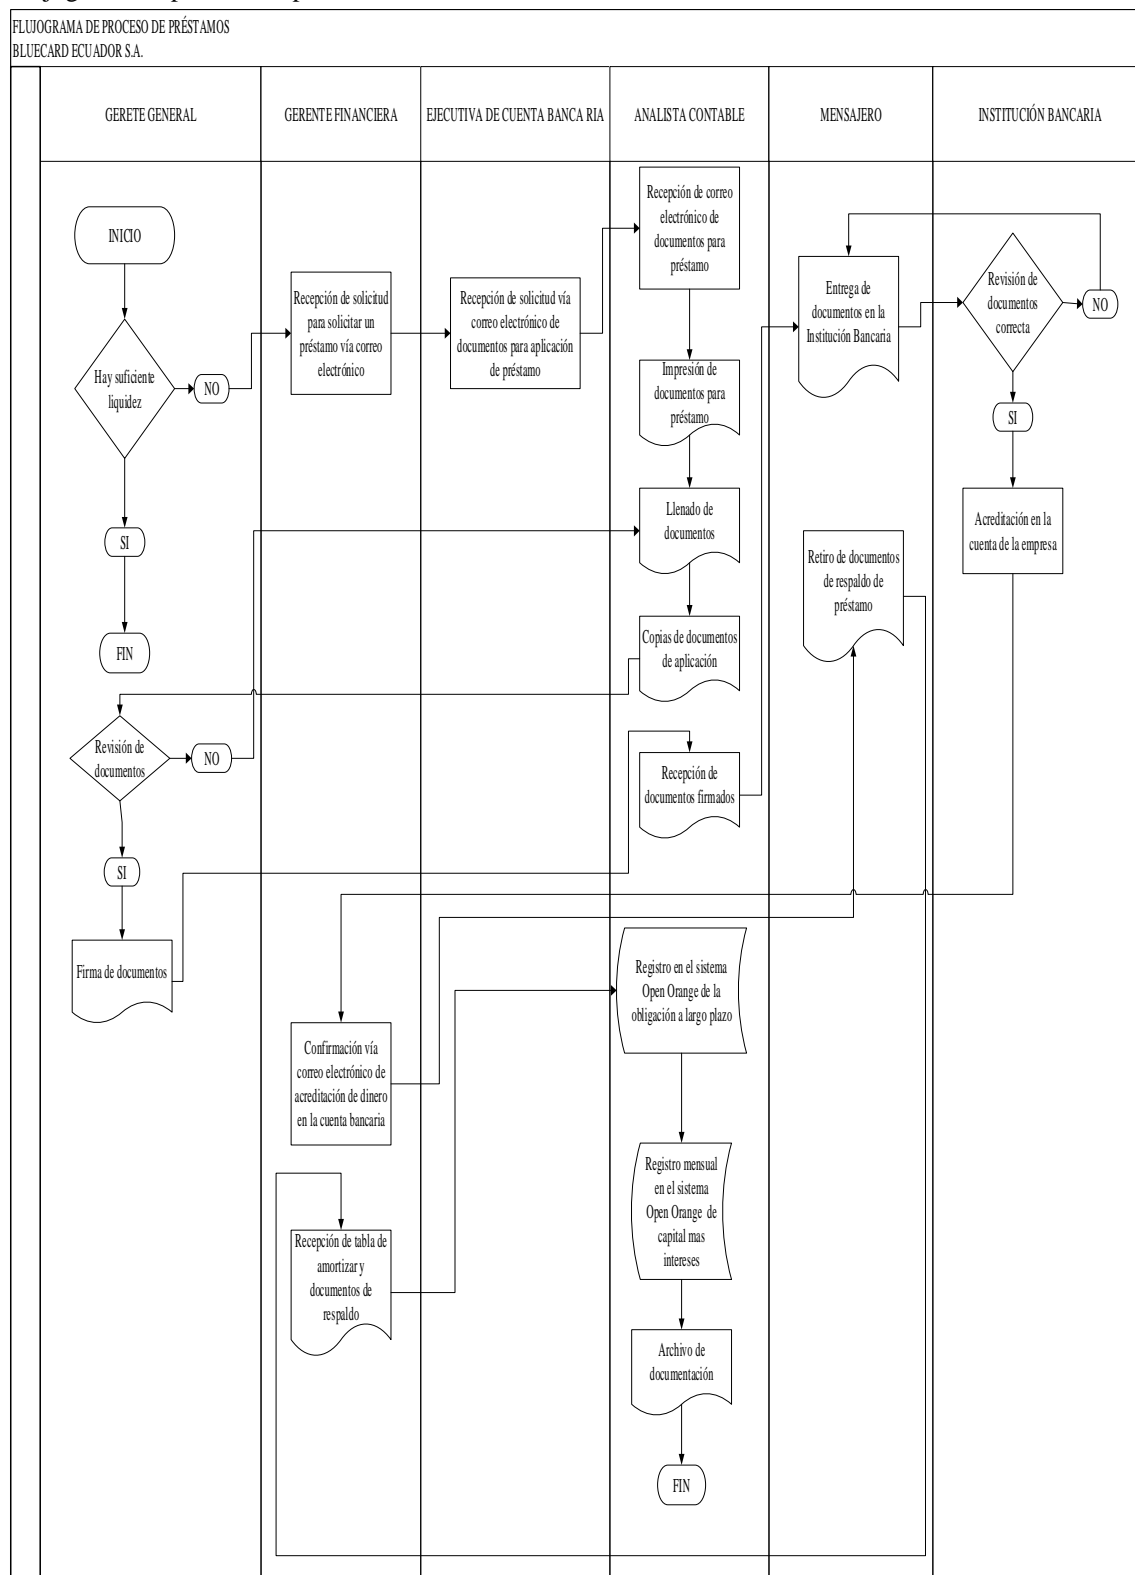 FLUJOGRAMA DE PROCESO DE PRÉSTAMOS
BLUECARD ECUADOR S.A.
GERETE GENERAL
GERENTE FINANCIERA
EJECUTIVA DE CUENTA BANCA RIA
ANALISTA CONTABLE
MENSAJERO
INSTITUCIÓN BANCARIA
INICIO
Hay suficiente
liquidez
NO
SI
FIN
Recepción de solicitud
para solicitar un
préstamo vía correo
electrónico
Recepción de solicitud vía
correo electrónico de
documentos para aplicación
de préstamo
Recepción de correo
electrónico de
documentos para
préstamo
Impresión de
documentos para
préstamo
Llenado de
documentos
Copias de documentos
de aplicación
Revisión de
documentos
NO
SI
Firma de documentos
Recepción de
documentos firmados
Entrega de
documentos en la
Institución Bancaria
Revisión de
documentos
correcta
NO
SI
Acreditación en la
cuenta de la empresa
Confirmación vía
correo electrónico de
acreditación de dinero
en la cuenta bancaria
Retiro de documentos
de respaldo de
préstamo
Recepción de tabla de
amortizar y
documentos de
respaldo
Registro en el sistema
Open Orange de la
obligación a largo plazo
Registro mensual
en el sistema
Open Orange de
capital mas
intereses
Archivo de
documentación
FIN